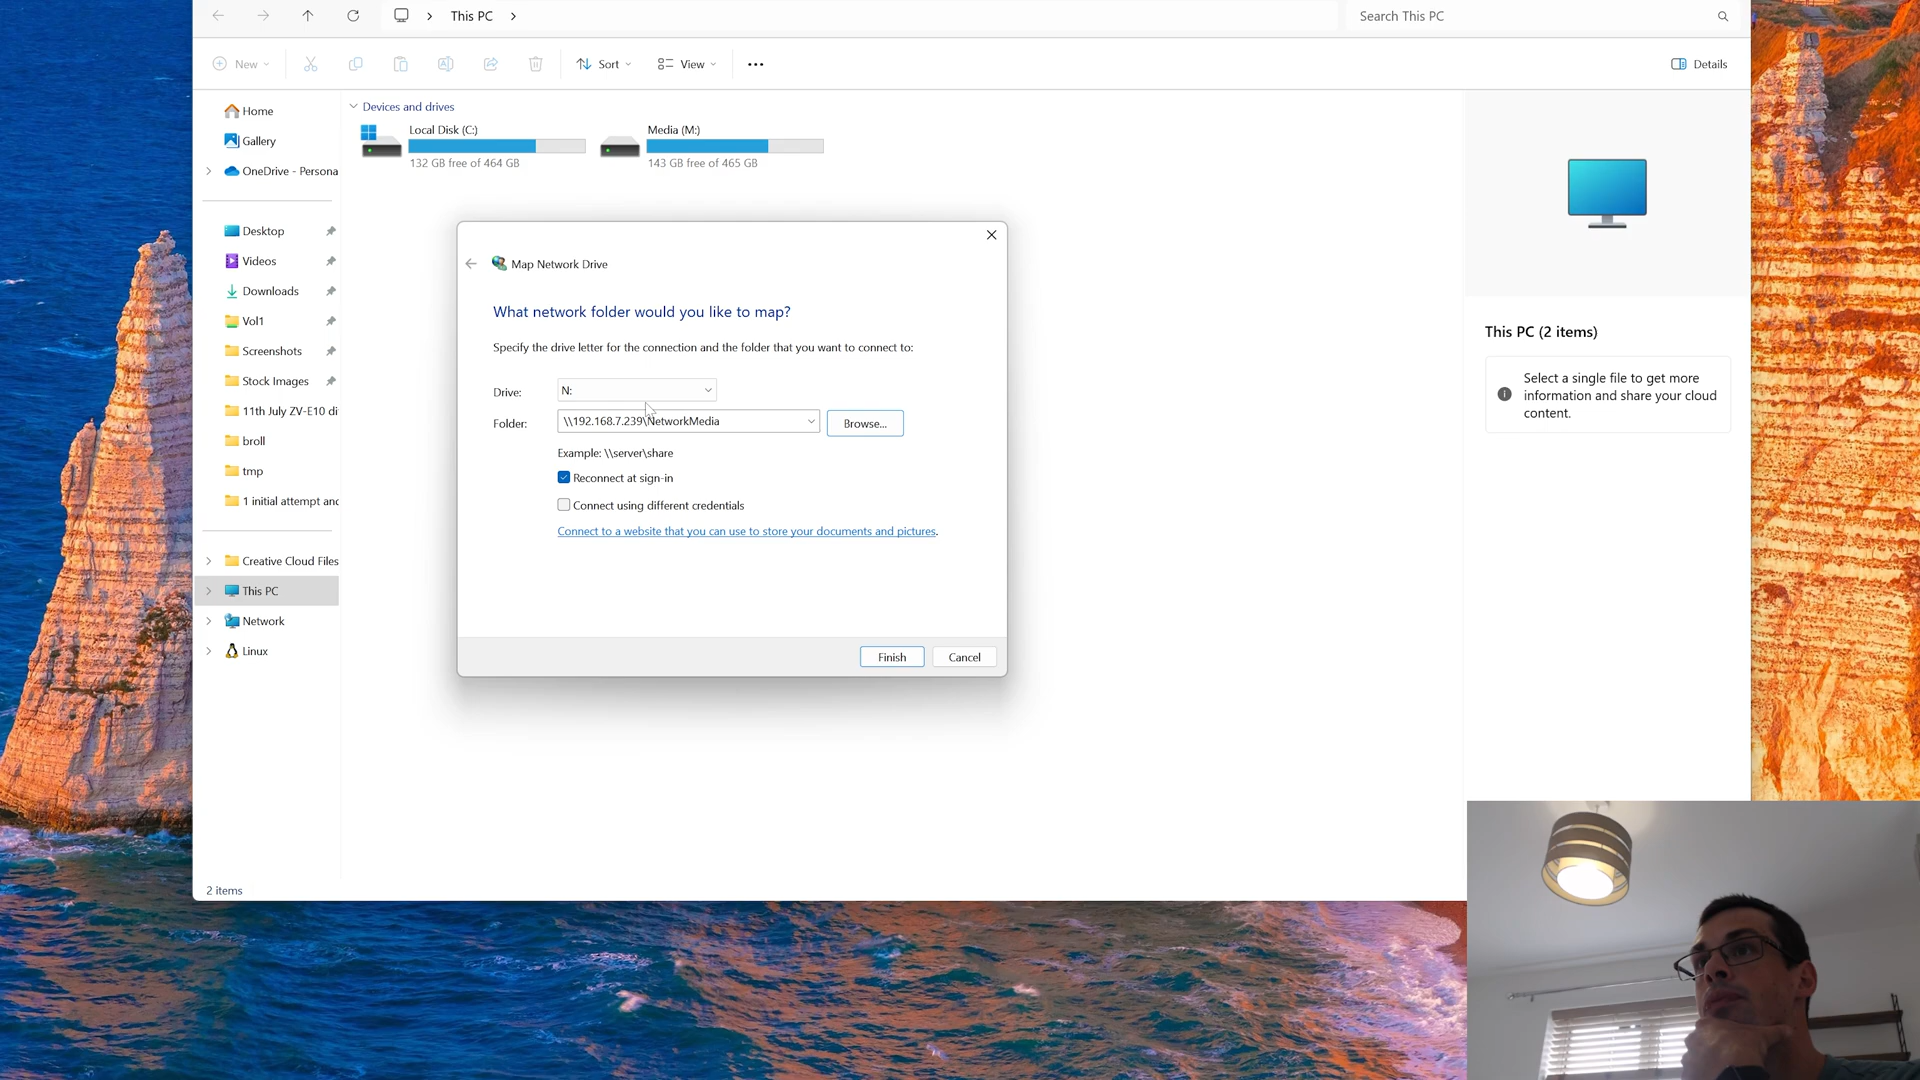 This PC
Search This PC
New
Sort
View
Details
Home
Gallery
OneDrive - Persona
Desktop
Videos
Downloads
Vol1
Screenshots
Stock Images
11th July ZV-E10 di
broll
tmp
1 initial attempt and
Creative Cloud Files
This PC
Network
Linux
2 items
Devices and drives
Local Disk (C:)
132 GB free of 464 GB
Media (M:)
143 GB free of 465 GB
Map Network Drive
What network folder would you like to map?
Specify the drive letter for the connection and the folder that you want to connect to:
Drive: N:
Folder: \\192.168.7.239\NetworkMedia Browse...
Example: \\server\share
Reconnect at sign-in
Connect using different credentials
Connect to a website that you can use to store your documents and pictures.
Finish Cancel
This PC (2 items)
Select a single file to get more
information and share your cloud
content.